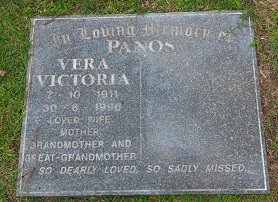 In Loving Memory of
PANOS
VERA
VICTORIA
7-10-1911
30-6-1996
LOVED WIFE
MOTHER
GRANDMOTHER AND
GREAT-GRANDMOTHER
SO DEARLY LOVED, SO SADLY MISSED